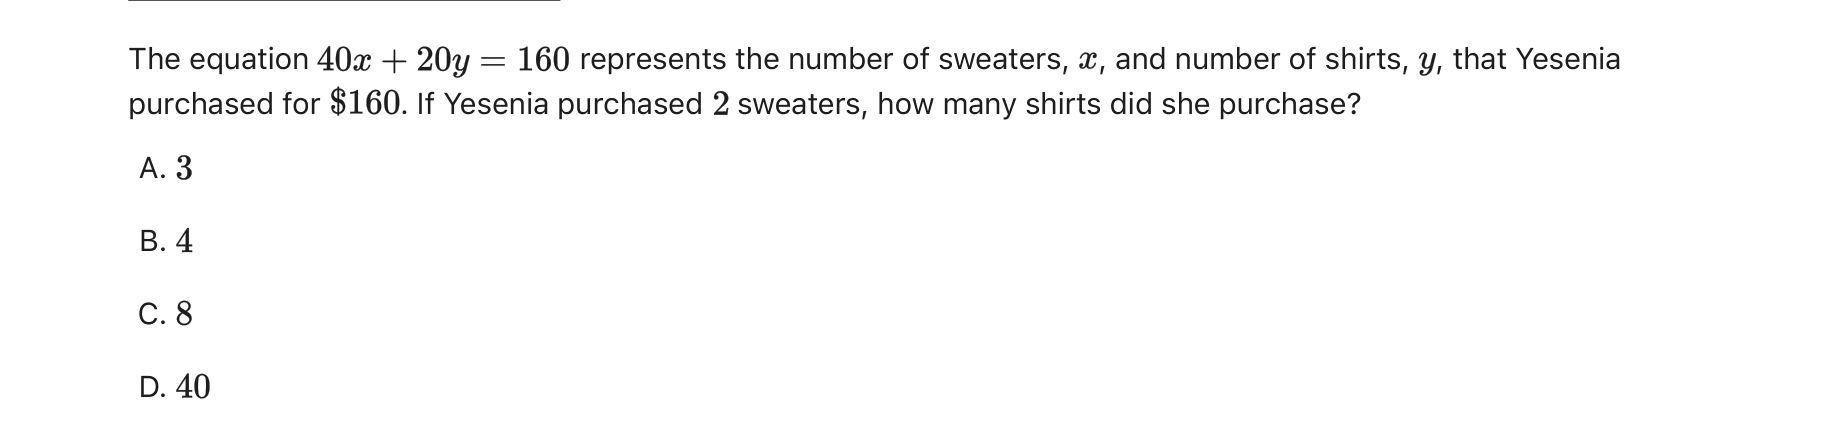 The equation 40x + 20y = 160 represents the number of sweaters, x, and number of shirts, y, that Yesenia
purchased for $160. If Yesenia purchased 2 sweaters, how many shirts did she purchase?
A. 3
B. 4
C. 8
D. 40